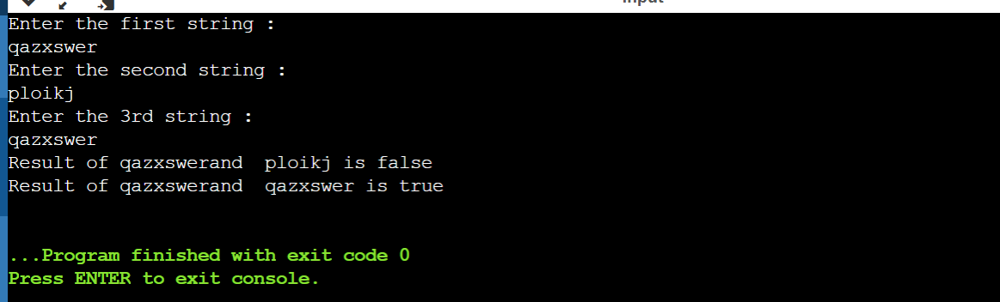 Enter the first string :
qazxswer
Enter the second string :
ploikj
Enter the 3rd string :
qazxswer
Result of qazxswerand  ploikj is false
Result of qazxswerand  qazxswer is true
...Program finished with exit code 0
Press ENTER to exit console.